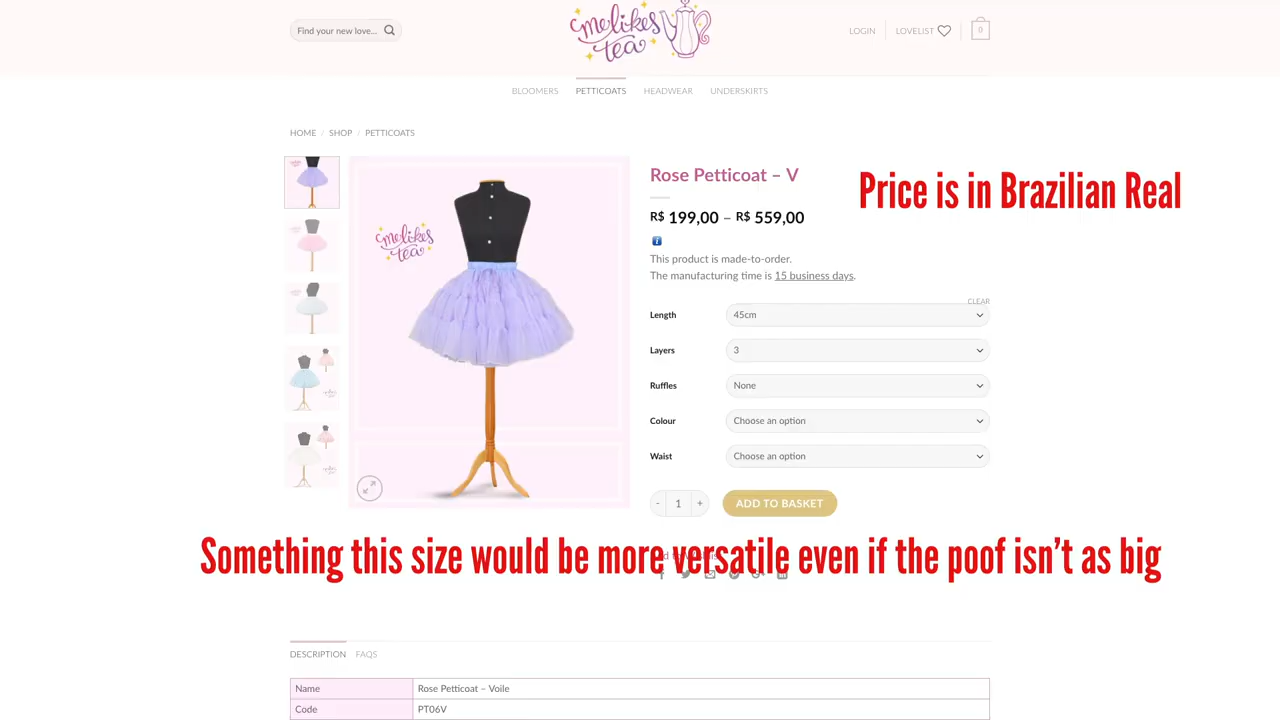 Find your new love...
melikes
tea
LOGIN
LOVELIST
0
BLOOMERS
PETTICOATS
HEADWEAR
UNDERSKIRTS
HOME / SHOP / PETTICOATS
melikes
tea
Rose Petticoat – V
Price is in Brazilian Real
R$ 199,00 – R$ 559,00
This product is made-to-order.
The manufacturing time is 15 business days.
CLEAR
Length
45cm
Layers
3
Ruffles
None
Colour
Choose an option
Waist
Choose an option
- 1 +
ADD TO BASKET
Something this size would be more versatile even if the poof isn't as big
DESCRIPTION
FAQS
Name
Rose Petticoat – Voile
Code
PT06V